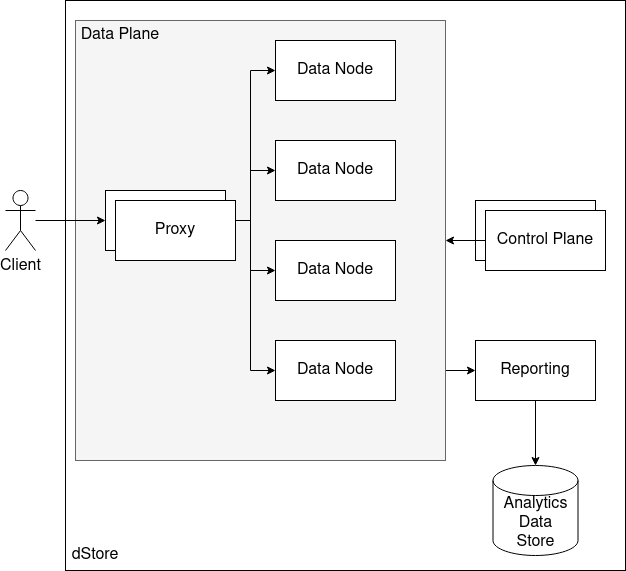 Data Plane
Data Node
Data Node
Proxy
Client
Control Plane
Data Node
Data Node
Reporting
Analytics
Data
Store
dStore